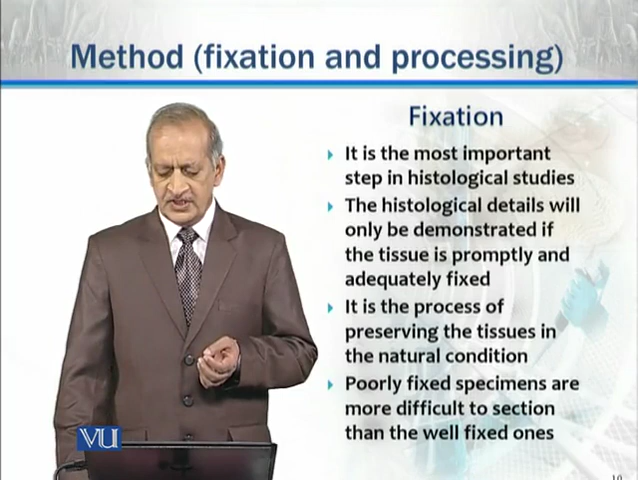 Method (fixation and processing)
Fixation
It is the most important
step in histological studies
The histological details will
only be demonstrated if
the tissue is promptly and
adequately fixed
It is the process of
preserving the tissues in
the natural condition
Poorly fixed specimens are
more difficult to section
than the well fixed ones
VU